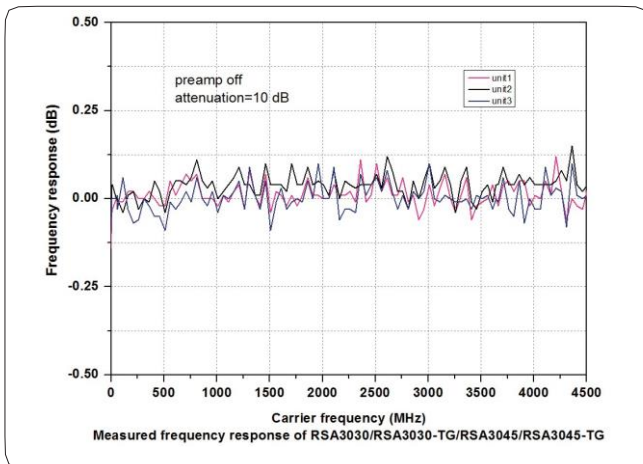 0.50
0.25
0.00
-0.25
-0.50
Frequency response (dB)
preamp off
attenuation=10 dB
unit1
unit2
unit3
0
500
1000
1500
2000
2500
3000
3500
4000
4500
Carrier frequency (MHz)
Measured frequency response of RSA3030/RSA3030-TG/RSA3045/RSA3045-TG